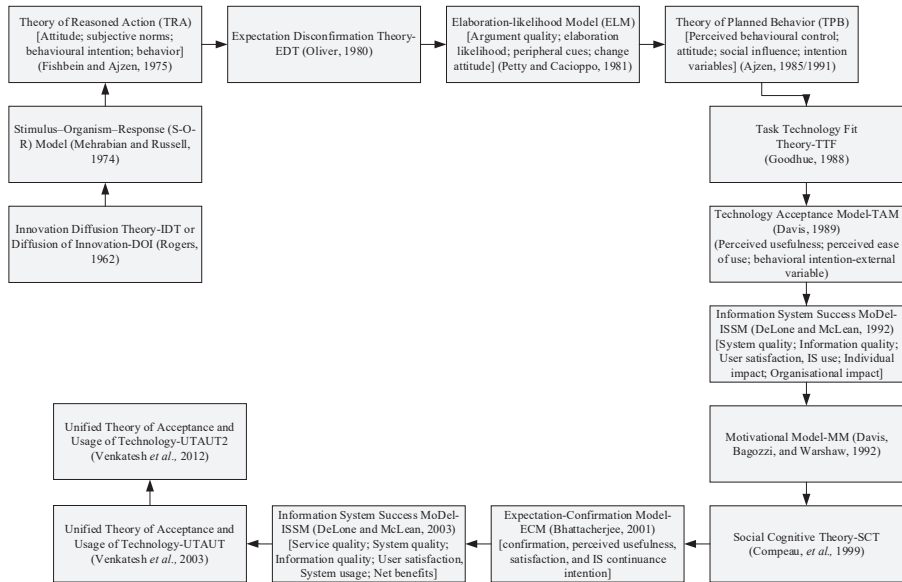 Theory of Reasoned Action (TRA)
[Attitude; subjective norms;
behavioural intention; behavior]
(Fishbein and Ajzen, 1975)
Expectation Disconfirmation Theory-
EDT (Oliver, 1980)
Elaboration-likelihood Model (ELM)
[Argument quality; elaboration
likelihood; peripheral cues; change
attitude] (Petty and Cacioppo, 1981)
Theory of Planned Behavior (TPB)
[Perceived behavioural control;
attitude; social influence; intention
variables] (Ajzen, 1985/1991)
Stimulus–Organism–Response (S-O-
R) Model (Mehrabian and Russell,
1974)
Task Technology Fit
Theory-TTF
(Goodhue, 1988)
Innovation Diffusion Theory-IDT or
Diffusion of Innovation-DOI (Rogers,
1962)
Technology Acceptance Model-TAM
(Davis, 1989)
(Perceived usefulness; perceived ease
of use; behavioral intention-external
variable)
Information System Success MoDel-
ISSM (DeLone and McLean, 1992)
[System quality; Information quality;
User satisfaction, IS use; Individual
impact; Organisational impact]
Unified Theory of Acceptance and
Usage of Technology-UTAUT2
(Venkatesh et al., 2012)
Motivational Model-MM (Davis,
Bagozzi, and Warshaw, 1992)
Unified Theory of Acceptance and
Usage of Technology-UTAUT
(Venkatesh et al., 2003)
Information System Success MoDel-
ISSM (DeLone and McLean, 2003)
[Service quality; System quality;
Information quality; User satisfaction,
System usage; Net benefits]
Expectation-Confirmation Model-
ECM (Bhattacherjee, 2001)
[confirmation, perceived usefulness,
satisfaction, and IS continuance
intention]
Social Cognitive Theory-SCT
(Compeau, et al., 1999)